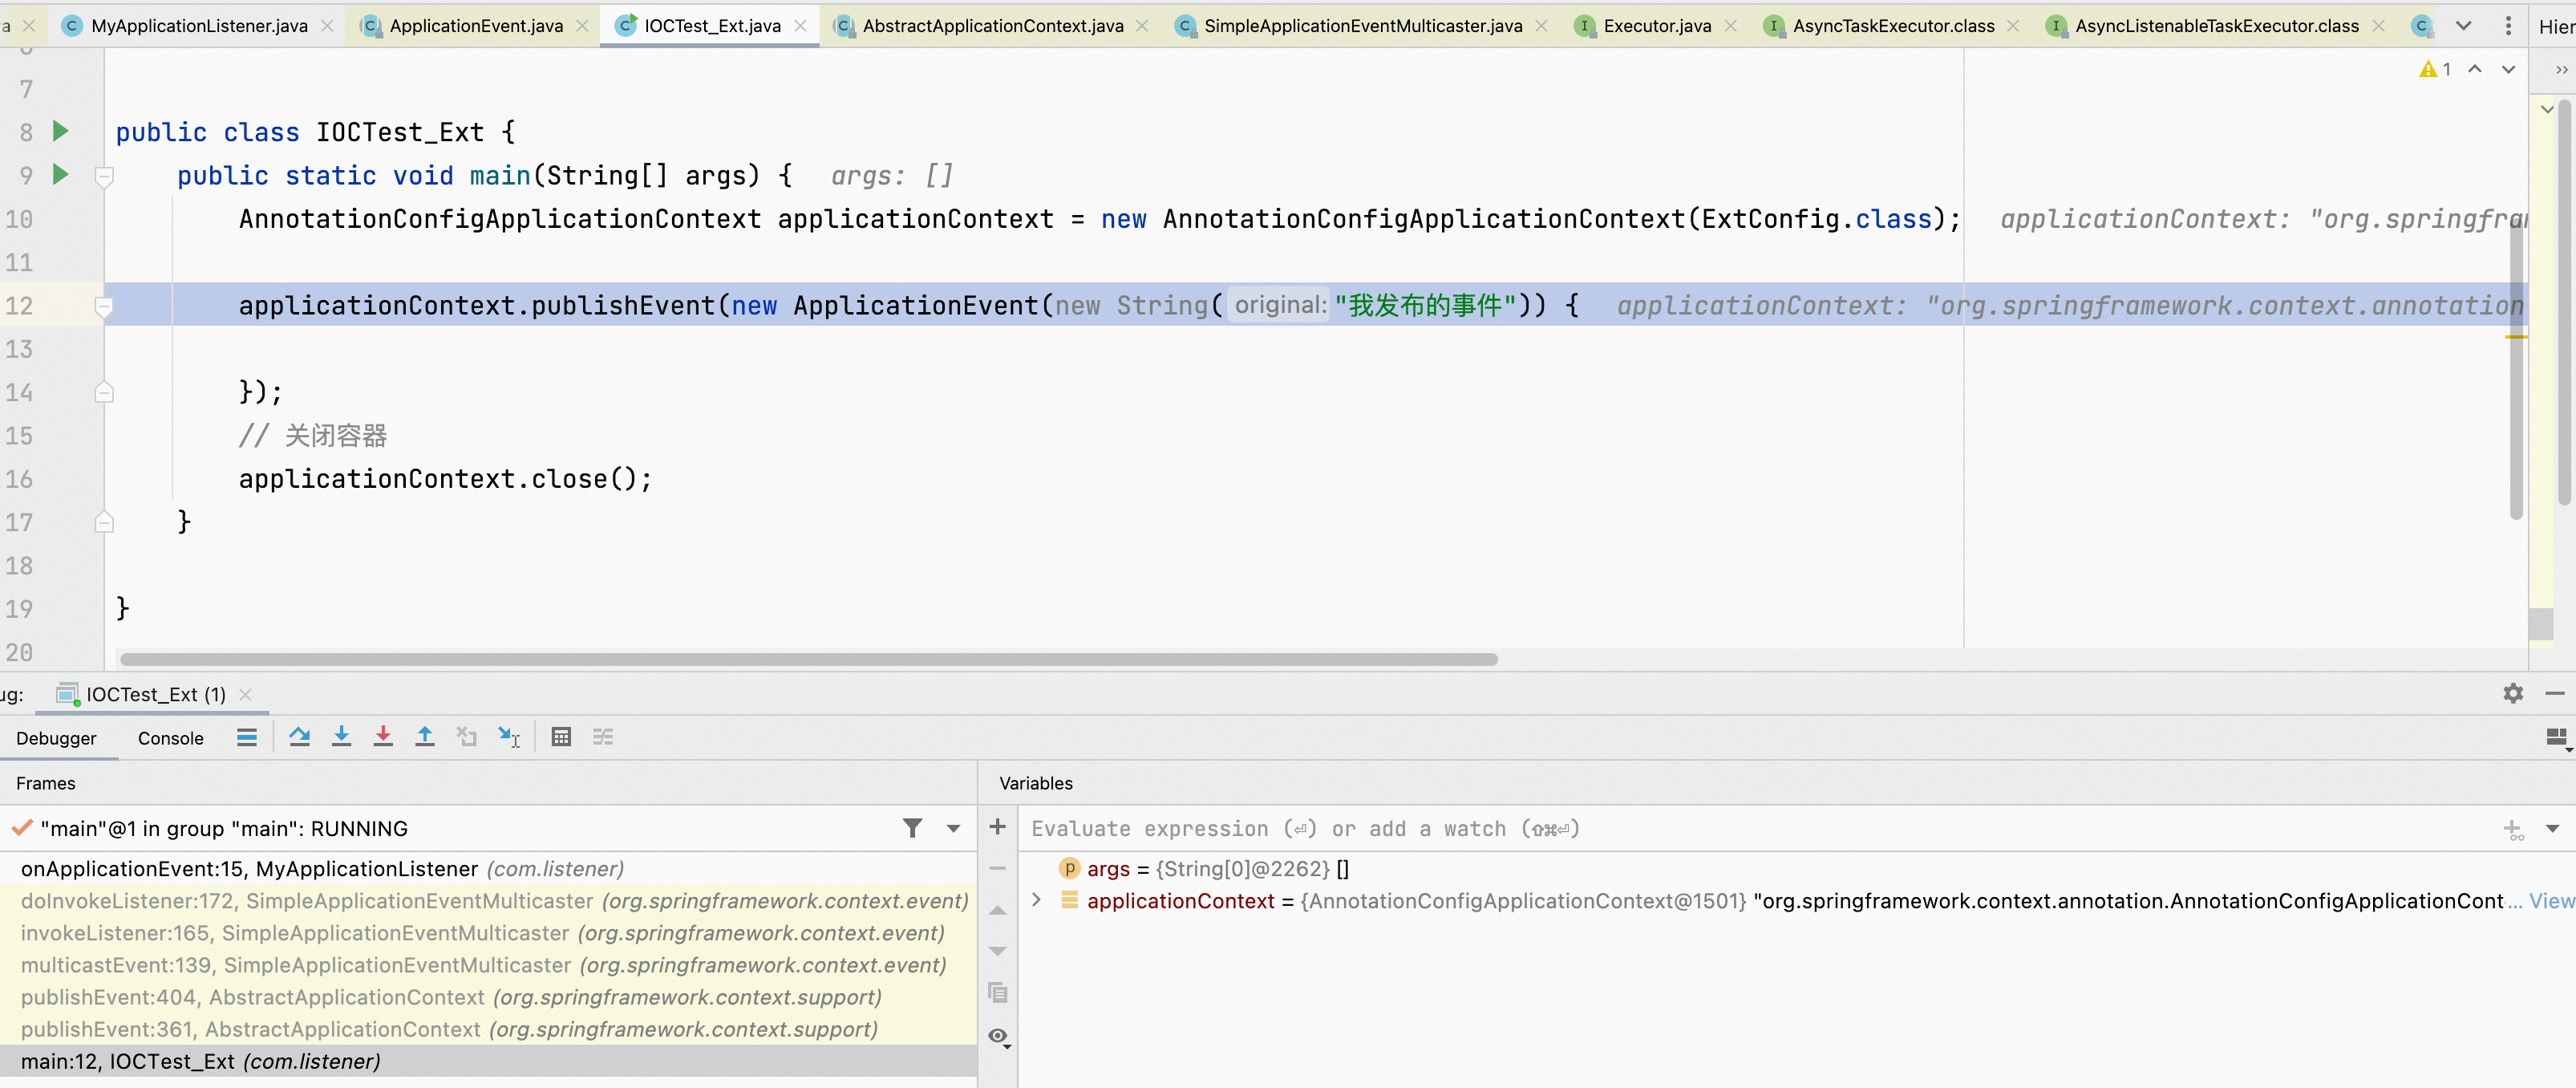 MyApplicationListener.java ApplicationEvent.java IOCTest_Ext.java AbstractApplicationContext.java SimpleApplicationEventMulticaster.java Executor.java AsyncTaskExecutor.class AsyncListenableTaskExecutor.class Hier
1
7
8 public class IOCTest_Ext {
9 public static void main(String[] args) { args: []
10 AnnotationConfigApplicationContext applicationContext = new AnnotationConfigApplicationContext(ExtConfig.class); applicationContext: "org.springfra
11
12 applicationContext.publishEvent(new ApplicationEvent(new String( original: "我发布的事件")) { applicationContext: "org.springframework.context.annotation
13
14 });
15 // 关闭容器
16 applicationContext.close();
17 }
18
19 }
20
ug: IOCTest_Ext (1)
Debugger Console
Frames
Variables
"main"@1 in group "main": RUNNING
Evaluate expression (⏎) or add a watch (⇧⌘⏎)
onApplicationEvent:15, MyApplicationListener (com.listener)
args = {String[0]@2262} []
doInvokeListener:172, SimpleApplicationEventMulticaster (org.springframework.context.event)
applicationContext = {AnnotationConfigApplicationContext@1501} "org.springframework.context.annotation.AnnotationConfigApplicationCont ... View
invokeListener:165, SimpleApplicationEventMulticaster (org.springframework.context.event)
multicastEvent:139, SimpleApplicationEventMulticaster (org.springframework.context.event)
publishEvent:404, AbstractApplicationContext (org.springframework.context.support)
publishEvent:361, AbstractApplicationContext (org.springframework.context.support)
main:12, IOCTest_Ext (com.listener)